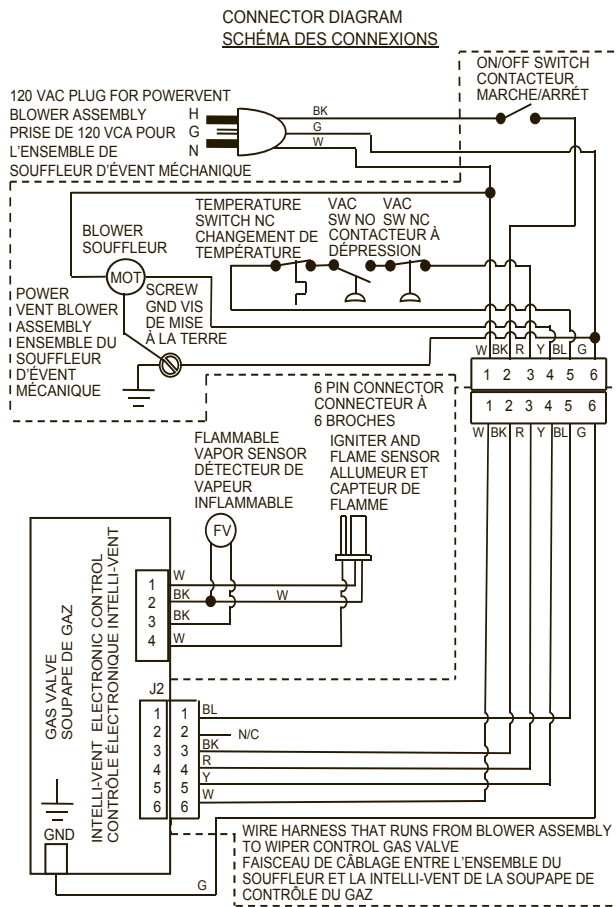 CONNECTOR DIAGRAM
SCHÉMA DES CONNEXIONS
ON/OFF SWITCH
CONTACTEUR
MARCHE/ARRÉT
120 VAC PLUG FOR POWERVENT
BLOWER ASSEMBLY
PRISE DE 120 VCA POUR
L'ENSEMBLE DE
SOUFFLEUR D'ÉVENT MÉCHANIQUE
H
G
N
BK
G
W
BLOWER
SOUFFLEUR
MOT
TEMPERATURE
SWITCH NC
CHANGEMENT DE
TEMPÉRATURE
VAC VAC
SW NO SW NC
CONTACTEUR À
DÉPRESSION
POWER
VENT BLOWER
ASSEMBLY
ENSEMBLE DU
SOUFFLEUR
D'ÉVENT
MÉCANIQUE
SCREW
GND VIS
DE MISE
À LA TERRE
W BK R Y BL G
1 2 3 4 5 6
1 2 3 4 5 6
W BK R Y BL G
6 PIN CONNECTOR
CONNECTEUR À
6 BROCHES
FLAMMABLE
VAPOR SENSOR
DÉTECTEUR DE
VAPEUR
INFLAMMABLE
FV
IGNITER AND
FLAME SENSOR
ALLUMEUR ET
CAPTEUR DE
FLAMME
GAS VALVE
SOUPAPE DE GAZ
INTELLI-VENT ELECTRONIC CONTROL
CONTRÔLE ÉLECTRONIQUE INTELLI-VENT
1 W
2 BK W
3 BK
4 W
J2
1 1 BL
2 2 N/C
3 3 BK
4 4 R
5 5 Y
6 6 W
GND
G
WIRE HARNESS THAT RUNS FROM BLOWER ASSEMBLY
TO WIPER CONTROL GAS VALVE
FAISCEAU DE CÂBLAGE ENTRE L'ENSEMBLE DU
SOUFFLEUR ET LA INTELLI-VENT DE LA SOUPAPE DE
CONTRÔLE DU GAZ